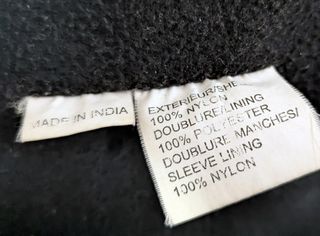 MADE IN INDIA
EXTERIEUR/SHE
100% NYLON
DOUBLURE/LINING
100% POLYESTER
DOUBLURE MANCHES/
SLEEVE LINING
100% NYLON